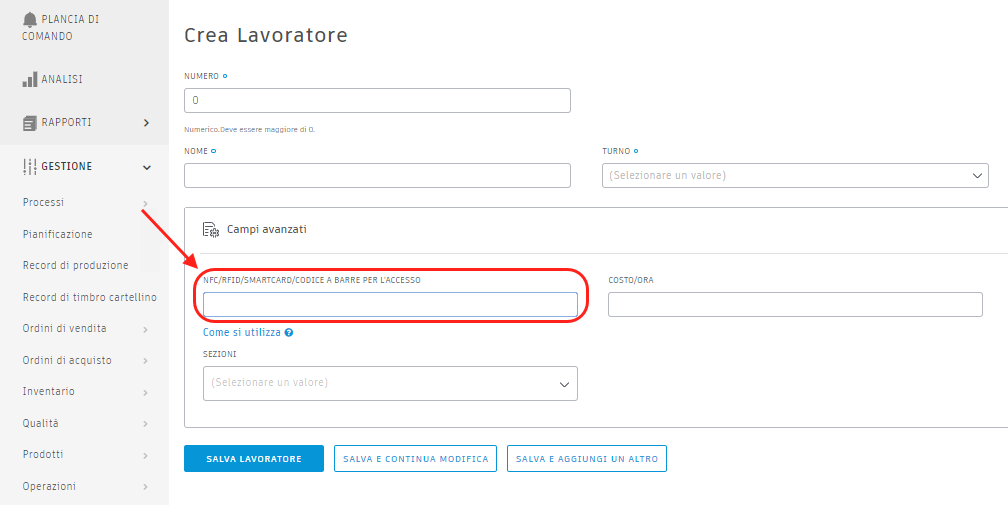 PLANCIA DI
COMANDO
ANALISI
RAPPORTI
GESTIONE
Processi
Pianificazione
Record di produzione
Record di timbro cartellino
Ordini di vendita
Ordini di acquisto
Inventario
Qualità
Prodotti
Operazioni
Crea Lavoratore
NUMERO
0
Numerico.Deve essere maggiore di 0.
NOME
TURNO
(Selezionare un valore)
Campi avanzati
NFC/RFID/SMARTCARD/CODICE A BARRE PER L'ACCESSO
COSTO/ORA
Come si utilizza ?
SEZIONI
(Selezionare un valore)
SALVA LAVORATORE
SALVA E CONTINUA MODIFICA
SALVA E AGGIUNGI UN ALTRO